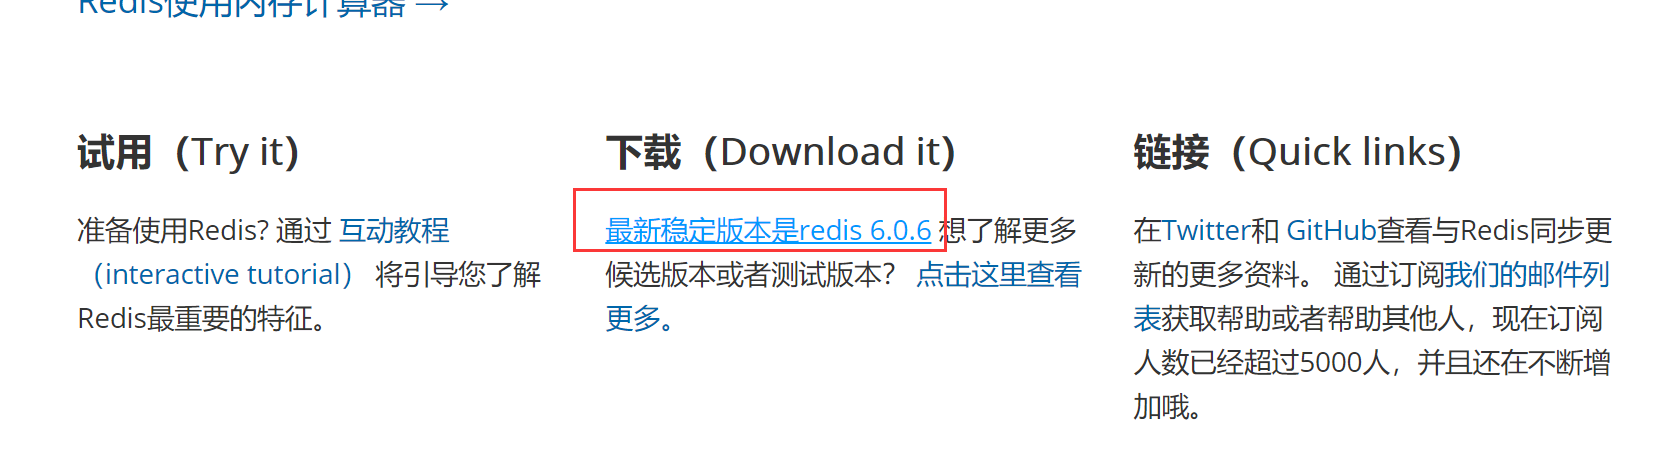 Redis使用内存计算器 →
试用（Try it）
准备使用Redis? 通过 互动教程
（interactive tutorial） 将引导您了解
Redis最重要的特征。
下载（Download it）
最新稳定版本是redis 6.0.6 想了解更多
候选版本或者测试版本？ 点击这里查看
更多。
链接（Quick links）
在Twitter和 GitHub查看与Redis同步更
新的更多资料。 通过订阅我们的邮件列
表获取帮助或者帮助其他人，现在订阅
人数已经超过5000人，并且还在不断增
加哦。